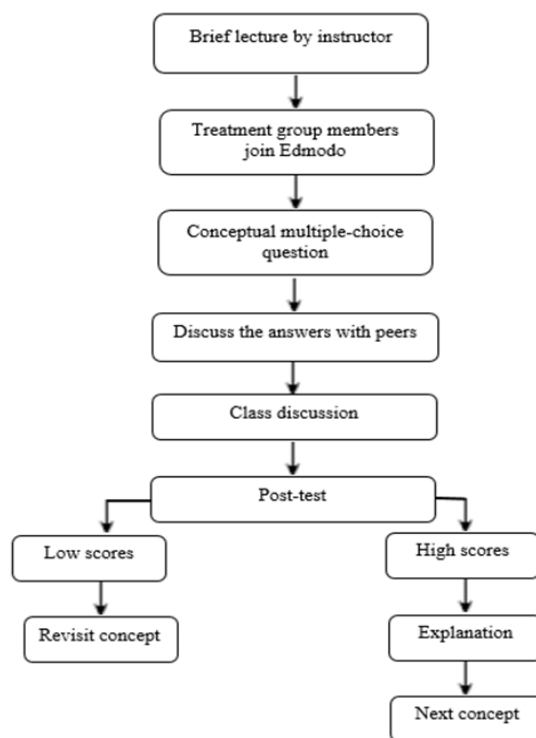 Brief lecture by instructor
Treatment group members
join Edmodo
Conceptual multiple-choice
question
Discuss the answers with peers
Class discussion
Post-test
Low scores
High scores
Revisit concept
Explanation
Next concept